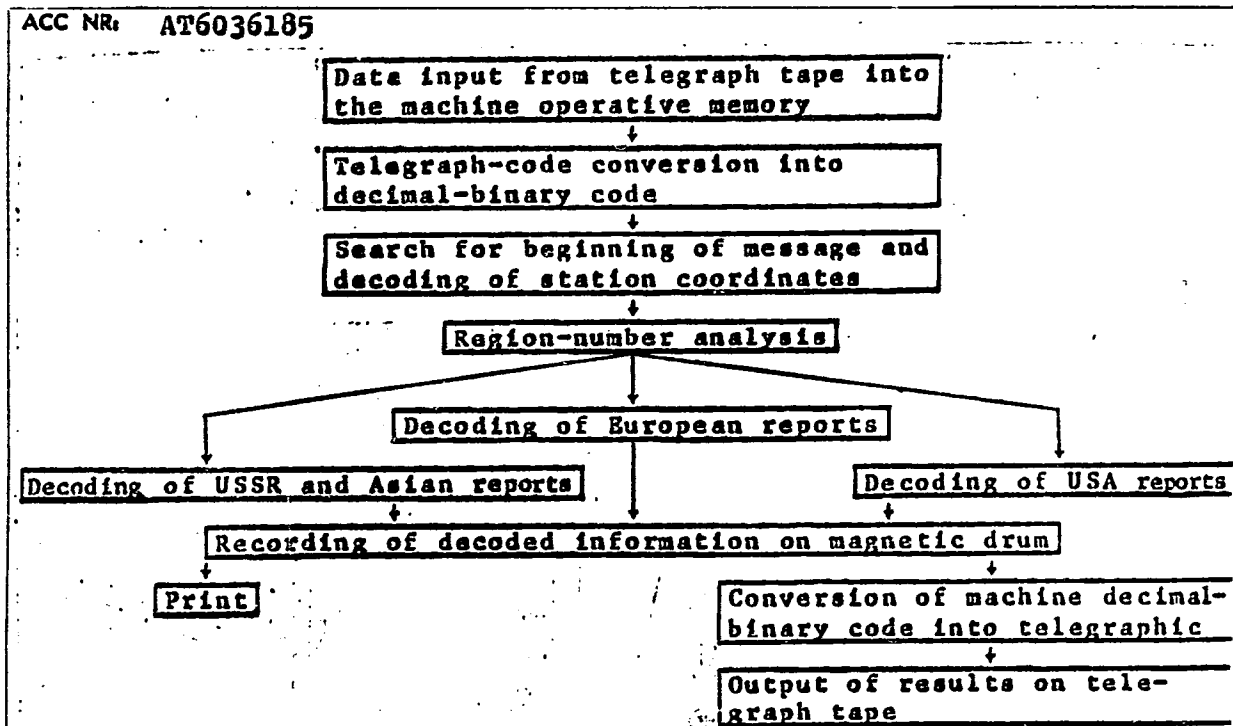 ACC NR: AT6036185
Data input from telegraph tape into
the machine operative memory
Telegraph-code conversion into
decimal-binary code
Search for beginning of message and
decoding of station coordinates
Region-number analysis
Decoding of European reports
Decoding of USSR and Asian reports
Decoding of USA reports
Recording of decoded information on magnetic drum
Print
Conversion of machine decimal-
binary code into telegraphic
Output of results on tele-
graph tape